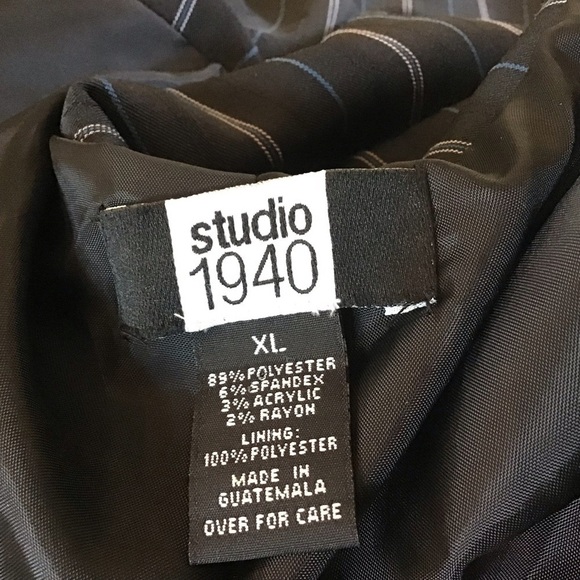 studio
1940
XL
89% POLYESTER
6% SPANDEX
3% ACRYLIC
2% RAYON
LINING:
100% POLYESTER
MADE IN
GUATEMALA
OVER FOR CARE